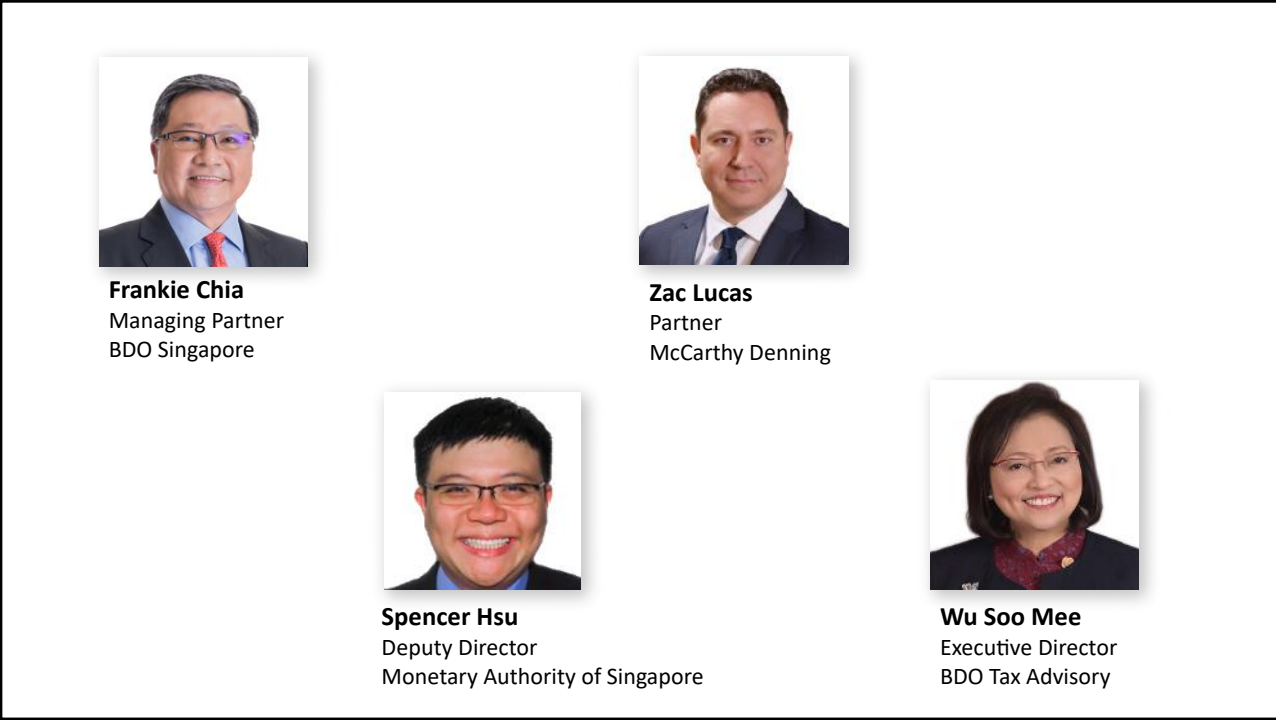 Frankie Chia
Managing Partner
BDO Singapore
Zac Lucas
Partner
McCarthy Denning
Spencer Hsu
Deputy Director
Monetary Authority of Singapore
Wu Soo Mee
Executive Director
BDO Tax Advisory